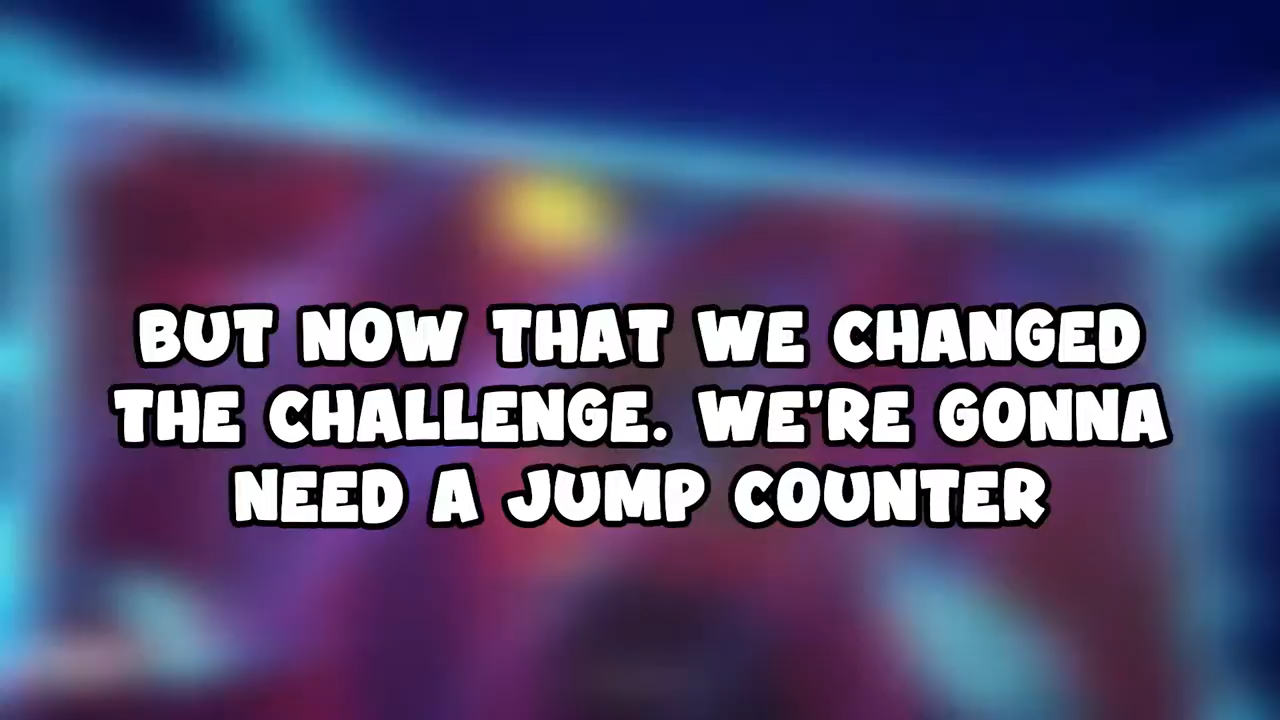 BUT NOW THAT WE CHANGED
THE CHALLENGE. WE'RE GONNA
NEED A JUMP COUNTER